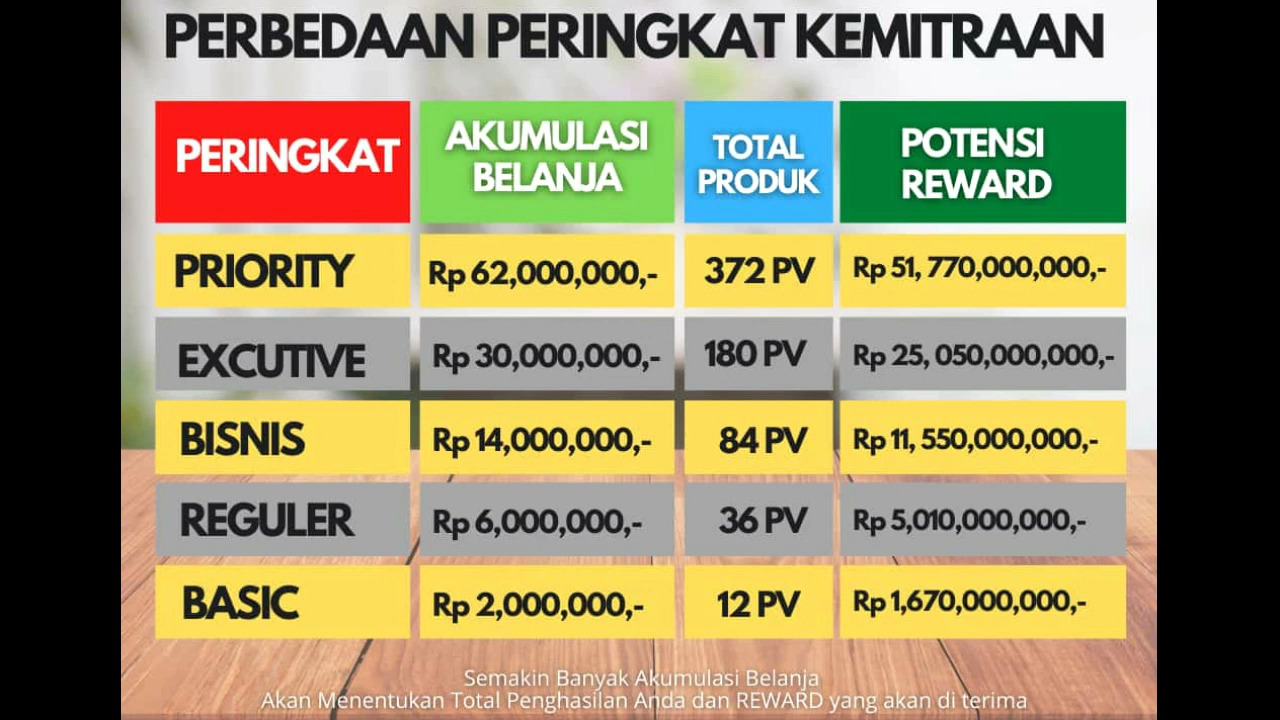 PERBEDAAN PERINGKAT KEMITRAAN
PERINGKAT AKUMULASI BELANJA TOTAL PRODUK POTENSI REWARD
PRIORITY Rp 62,000,000,- 372 PV Rp 51, 770,000,000,-
EXCUTIVE Rp 30,000,000,- 180 PV Rp 25, 050,000,000,-
BISNIS Rp 14,000,000,- 84 PV Rp 11, 550,000,000,-
REGULER Rp 6,000,000,- 36 PV Rp 5,010,000,000,-
BASIC Rp 2,000,000,- 12 PV Rp 1,670,000,000,-
Semakin Banyak Akumulasi Belanja
Akan Menentukan Total Penghasilan Anda dan REWARD yang akan di terima